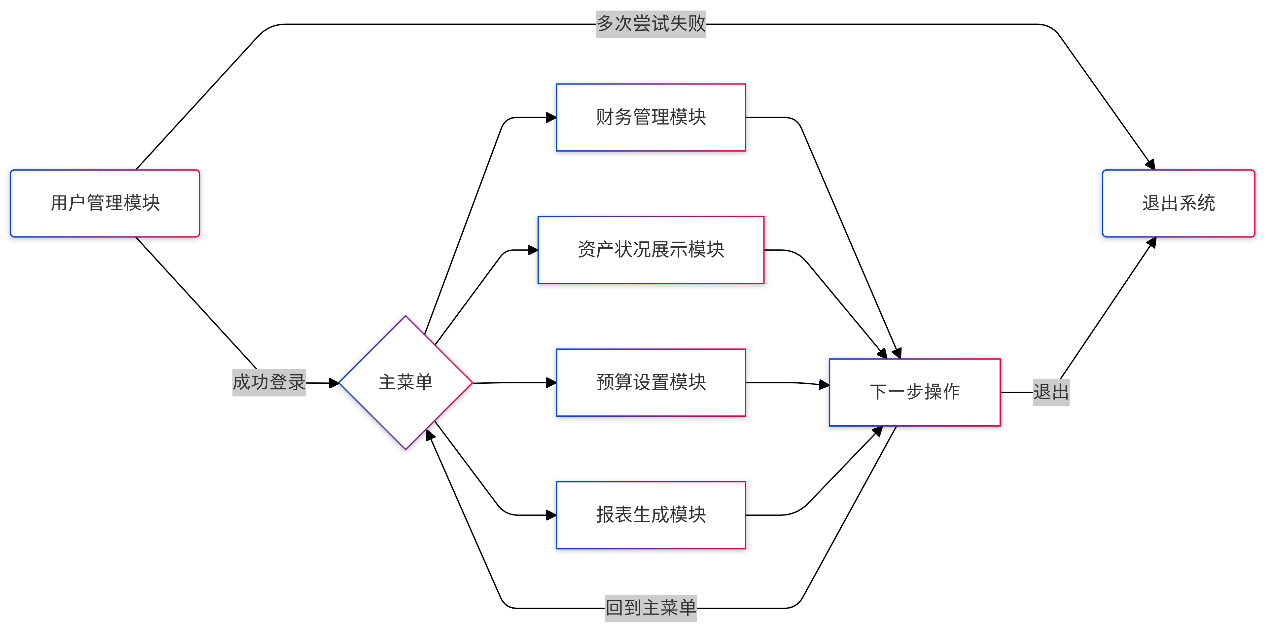 多次尝试失败
财务管理模块
用户管理模块
退出系统
资产状况展示模块
成功登录
主菜单
预算设置模块
下一步操作
退出
报表生成模块
回到主菜单